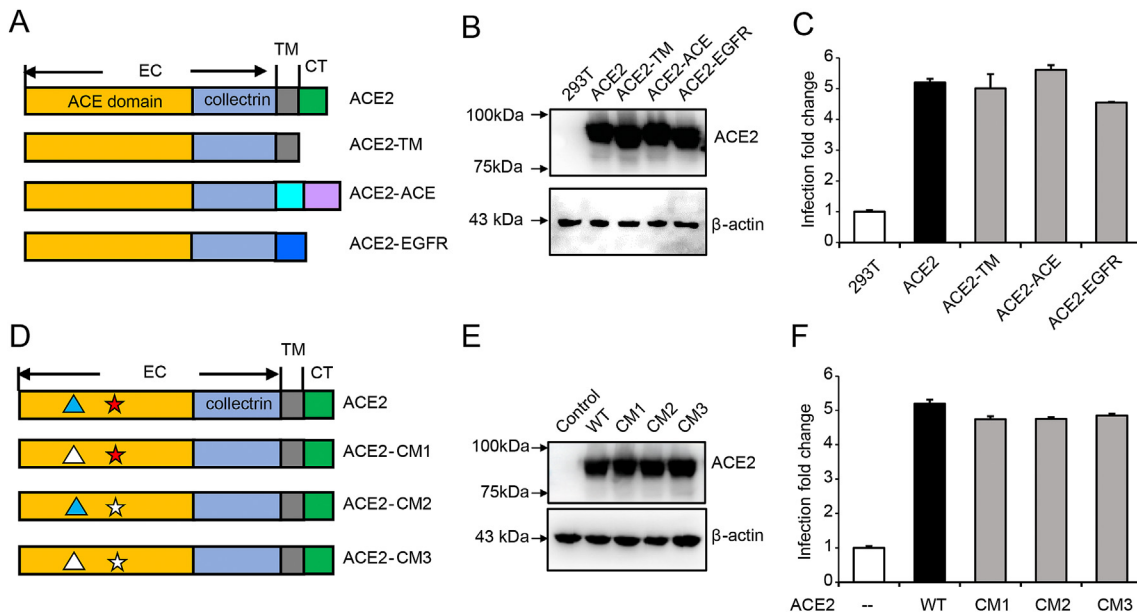 A
EC
TM
CT
ACE domain
collectrin
ACE2
ACE2-TM
ACE2-ACE
ACE2-EGFR
B
293T
ACE2
ACE2-TM
ACE2-ACE
ACE2-EGFR
100kDa
ACE2
75kDa
43 kDa
β-actin
C
Infection fold change
6
5
4
3
2
1
0
293T
ACE2
ACE2-TM
ACE2-ACE
ACE2-EGFR
D
EC
TM
CT
collectrin
ACE2
ACE2-CM1
ACE2-CM2
ACE2-CM3
E
Control
WT
CM1
CM2
CM3
100kDa
ACE2
75kDa
43 kDa
β-actin
F
Infection fold change
6
5
4
3
2
1
0
ACE2 -- WT CM1 CM2 CM3